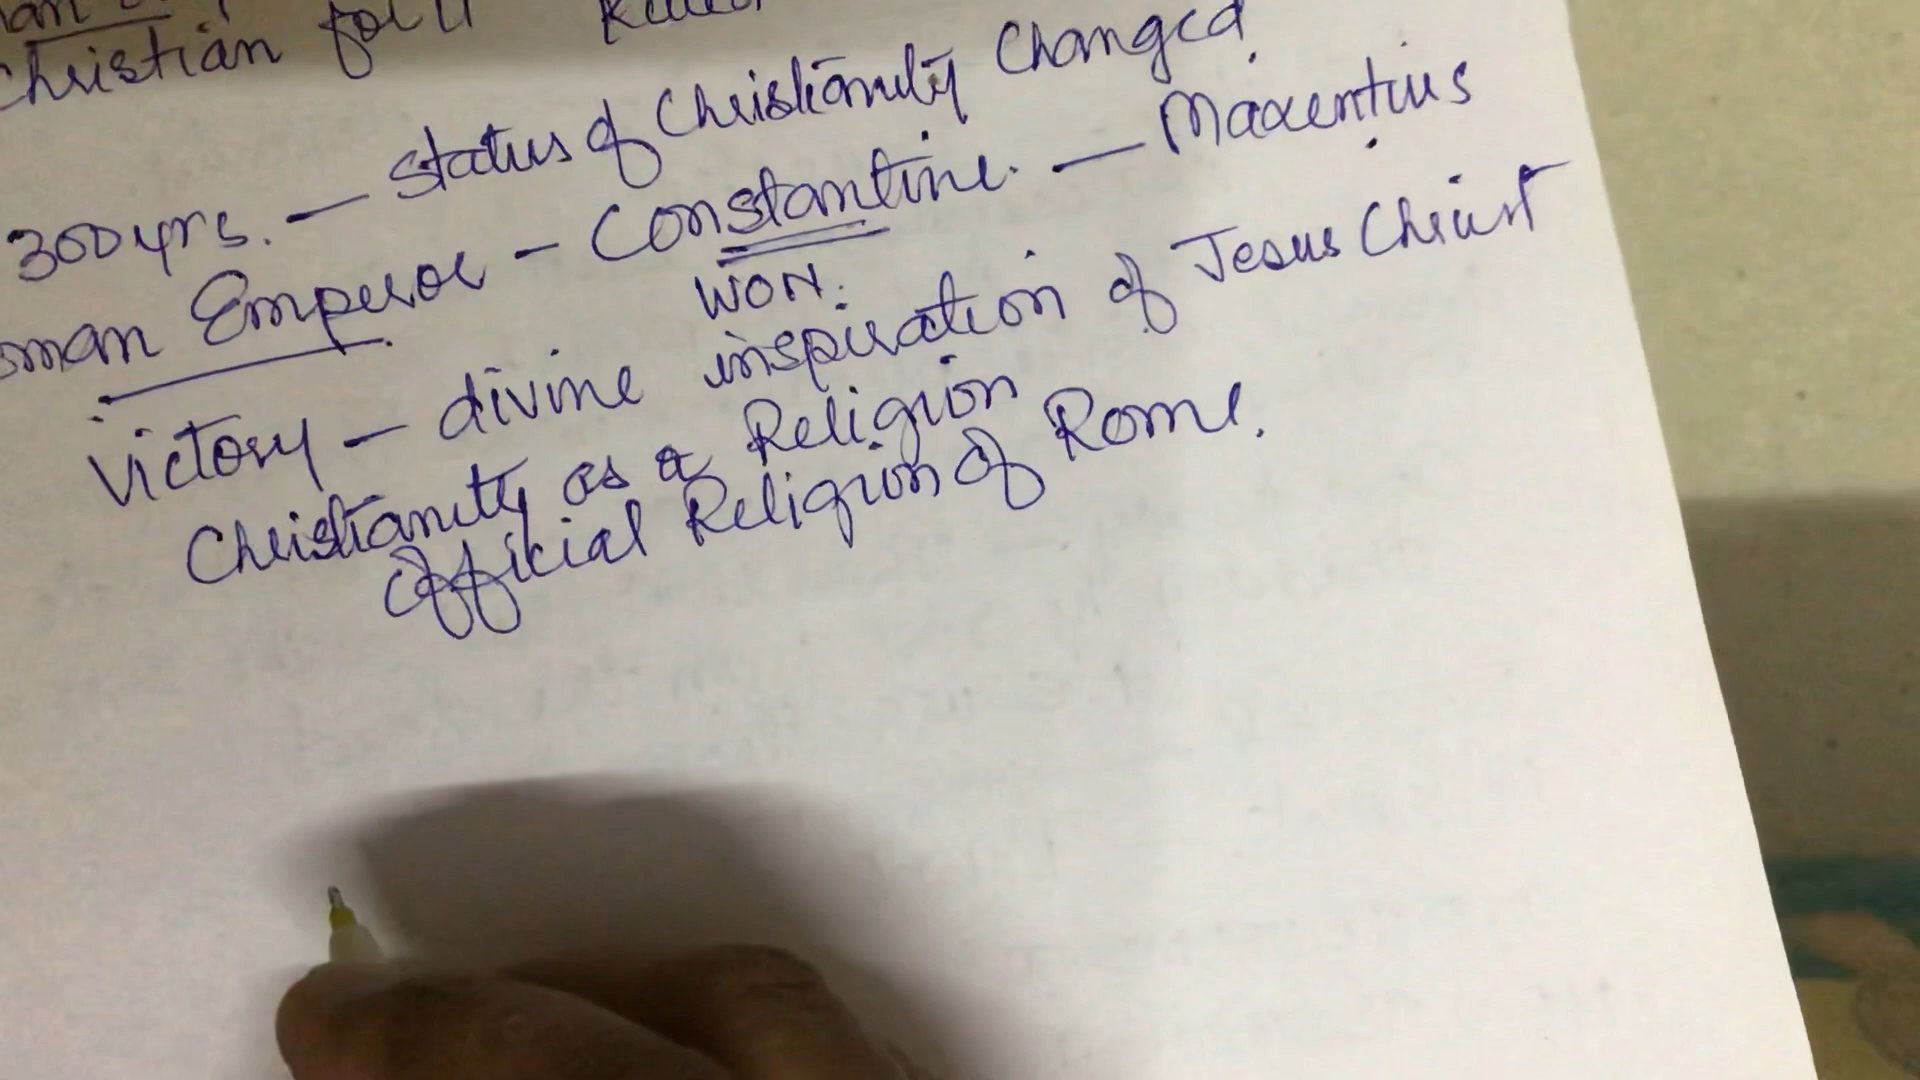 Christian
300 yrs. — status of Christianity Changed.
Emperor – Constantine. — Maxentius
WON.
Victory — divine inspiration of Jesus Christ
Christianity as a Religion
Official Religion of Rome.